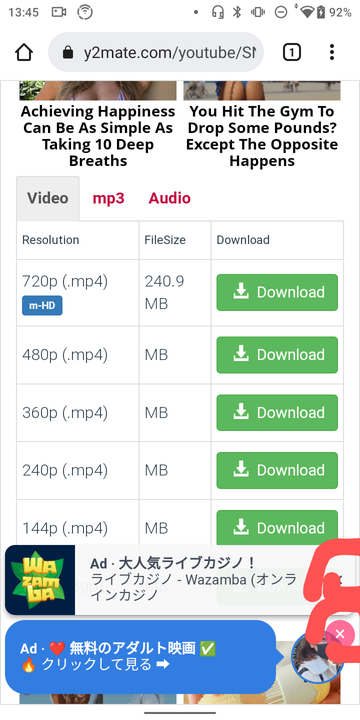 13:45
92%
y2mate.com/youtube/SN
1
Achieving Happiness
Can Be As Simple As
Taking 10 Deep
Breaths
You Hit The Gym To
Drop Some Pounds?
Except The Opposite
Happens
Video mp3 Audio
Resolution FileSize Download
720p (.mp4) 240.9 Download
m-HD MB
480p (.mp4) MB Download
360p (.mp4) MB Download
240p (.mp4) MB Download
144p (.mp4) MB Download
WA
ZAM
BA
Ad · 大人気ライブカジノ！
ライブカジノ - Wazamba (オンラ
インカジノ
Ad · ❤️ 無料のアダルト映画 ✅
🔥 クリックして見る ➡